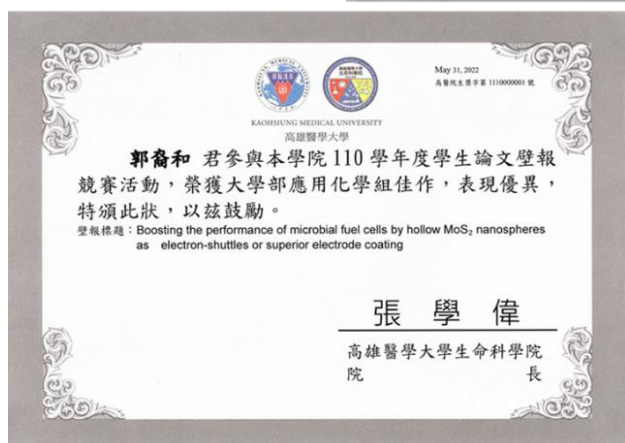 May 31, 2022
高醫院生獎字第 1110000001 號
KAOHSIUNG MEDICAL UNIVERSITY
高雄醫學大學
郭裔和 君參與本學院 110 學年度學生論文壁報
競賽活動，榮獲大學部應用化學組佳作，表現優異，
特頒此狀，以茲鼓勵。
壁報標題：Boosting the performance of microbial fuel cells by hollow MoS₂ nanospheres
as electron-shuttles or superior electrode coating
張學偉
高雄醫學大學生命科學院
院 長